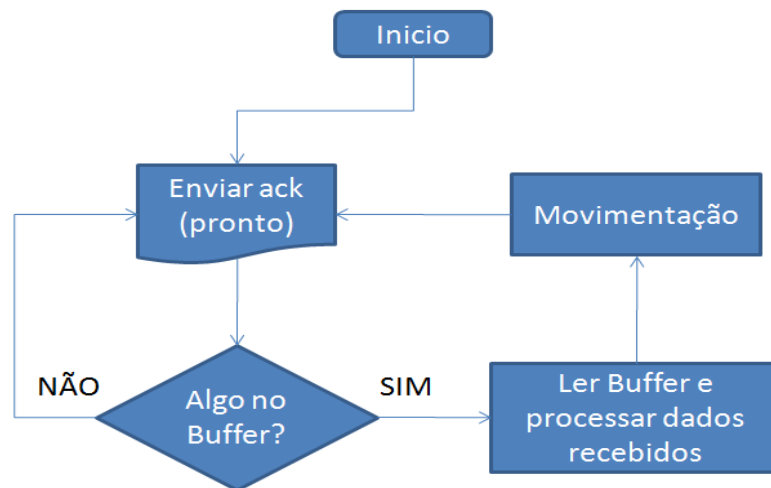 Inicio
Enviar ack
(pronto)
Movimentação
NÃO
Algo no
Buffer?
SIM
Ler Buffer e
processar dados
recebidos